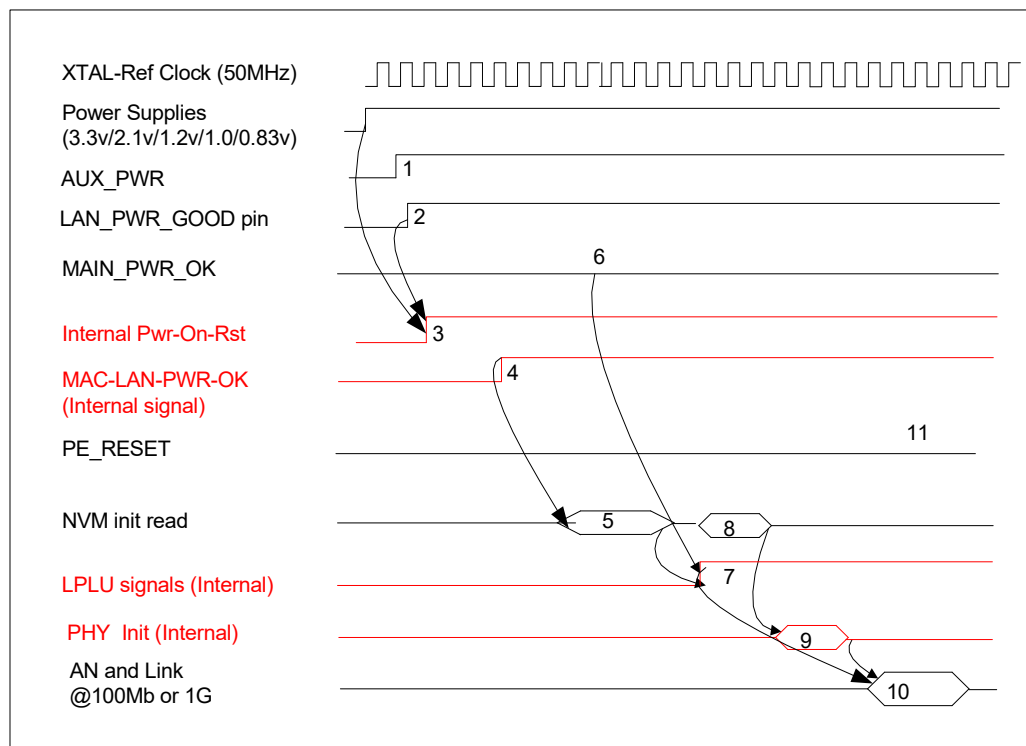 XTAL-Ref Clock (50MHz)
Power Supplies
(3.3v/2.1v/1.2v/1.0/0.83v)
1
AUX_PWR
2
LAN_PWR_GOOD pin
6
MAIN_PWR_OK
Internal Pwr-On-Rst
3
MAC-LAN-PWR-OK
(Internal signal)
4
11
PE_RESET
NVM init read
5
8
LPLU signals (Internal)
7
PHY Init (Internal)
9
AN and Link
@100Mb or 1G
10